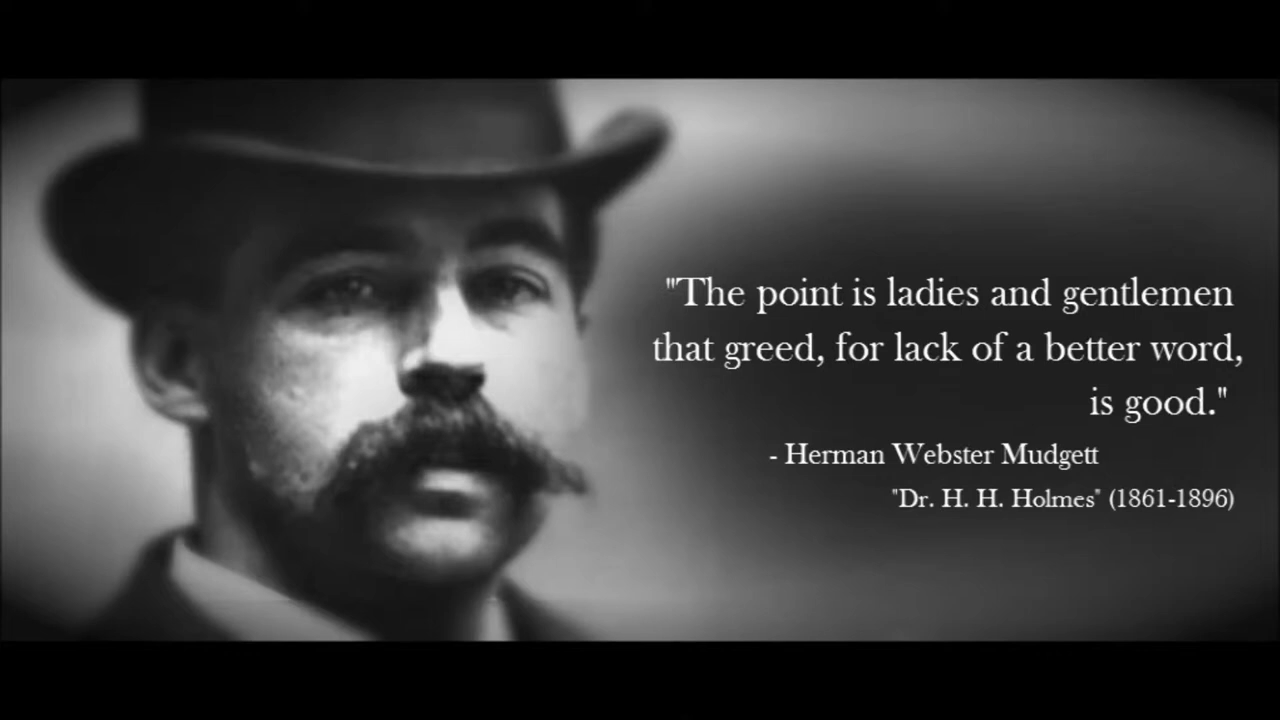 "The point is ladies and gentlemen
that greed, for lack of a better word,
is good."
- Herman Webster Mudgett
"Dr. H. H. Holmes" (1861-1896)